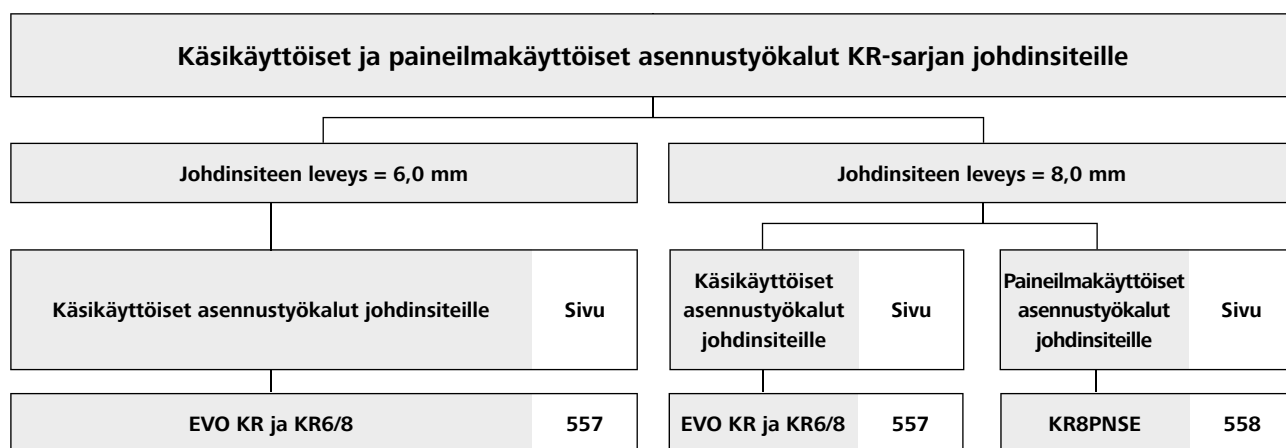 Käsikäyttöiset ja paineilmakäyttöiset asennustyökalut KR-sarjan johdinsiteille
Johdinsiteen leveys = 6,0 mm
Johdinsiteen leveys = 8,0 mm
Käsikäyttöiset asennustyökalut johdinsiteille
Sivu
Käsikäyttöiset
asennustyökalut
johdinsiteille
Sivu
Paineilmakäyttöiset
asennustyökalut
johdinsiteille
Sivu
EVO KR ja KR6/8
557
EVO KR ja KR6/8
557
KR8PNSE
558